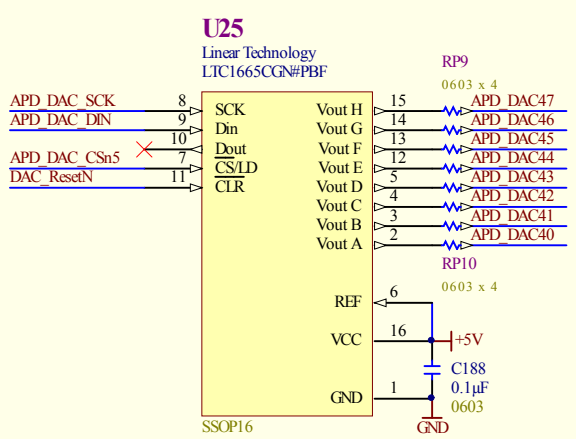 U25
Linear Technology
LTC1665CGN#PBF
RP9
0603 x 4
APD_DAC_SCK 8 SCK Vout H 15 APD_DAC47
APD_DAC_DIN 9 Din Vout G 14 APD_DAC46
10 Dout Vout F 13 APD_DAC45
APD_DAC_CSn5 7 CS/LD Vout E 12 APD_DAC44
DAC_ResetN 11 CLR Vout D 5 APD_DAC43
Vout C 4 APD_DAC42
Vout B 3 APD_DAC41
Vout A 2 APD_DAC40
RP10
0603 x 4
REF 6
VCC 16 +5V
C188
0.1µF
GND 1 0603
SSOP16 GND